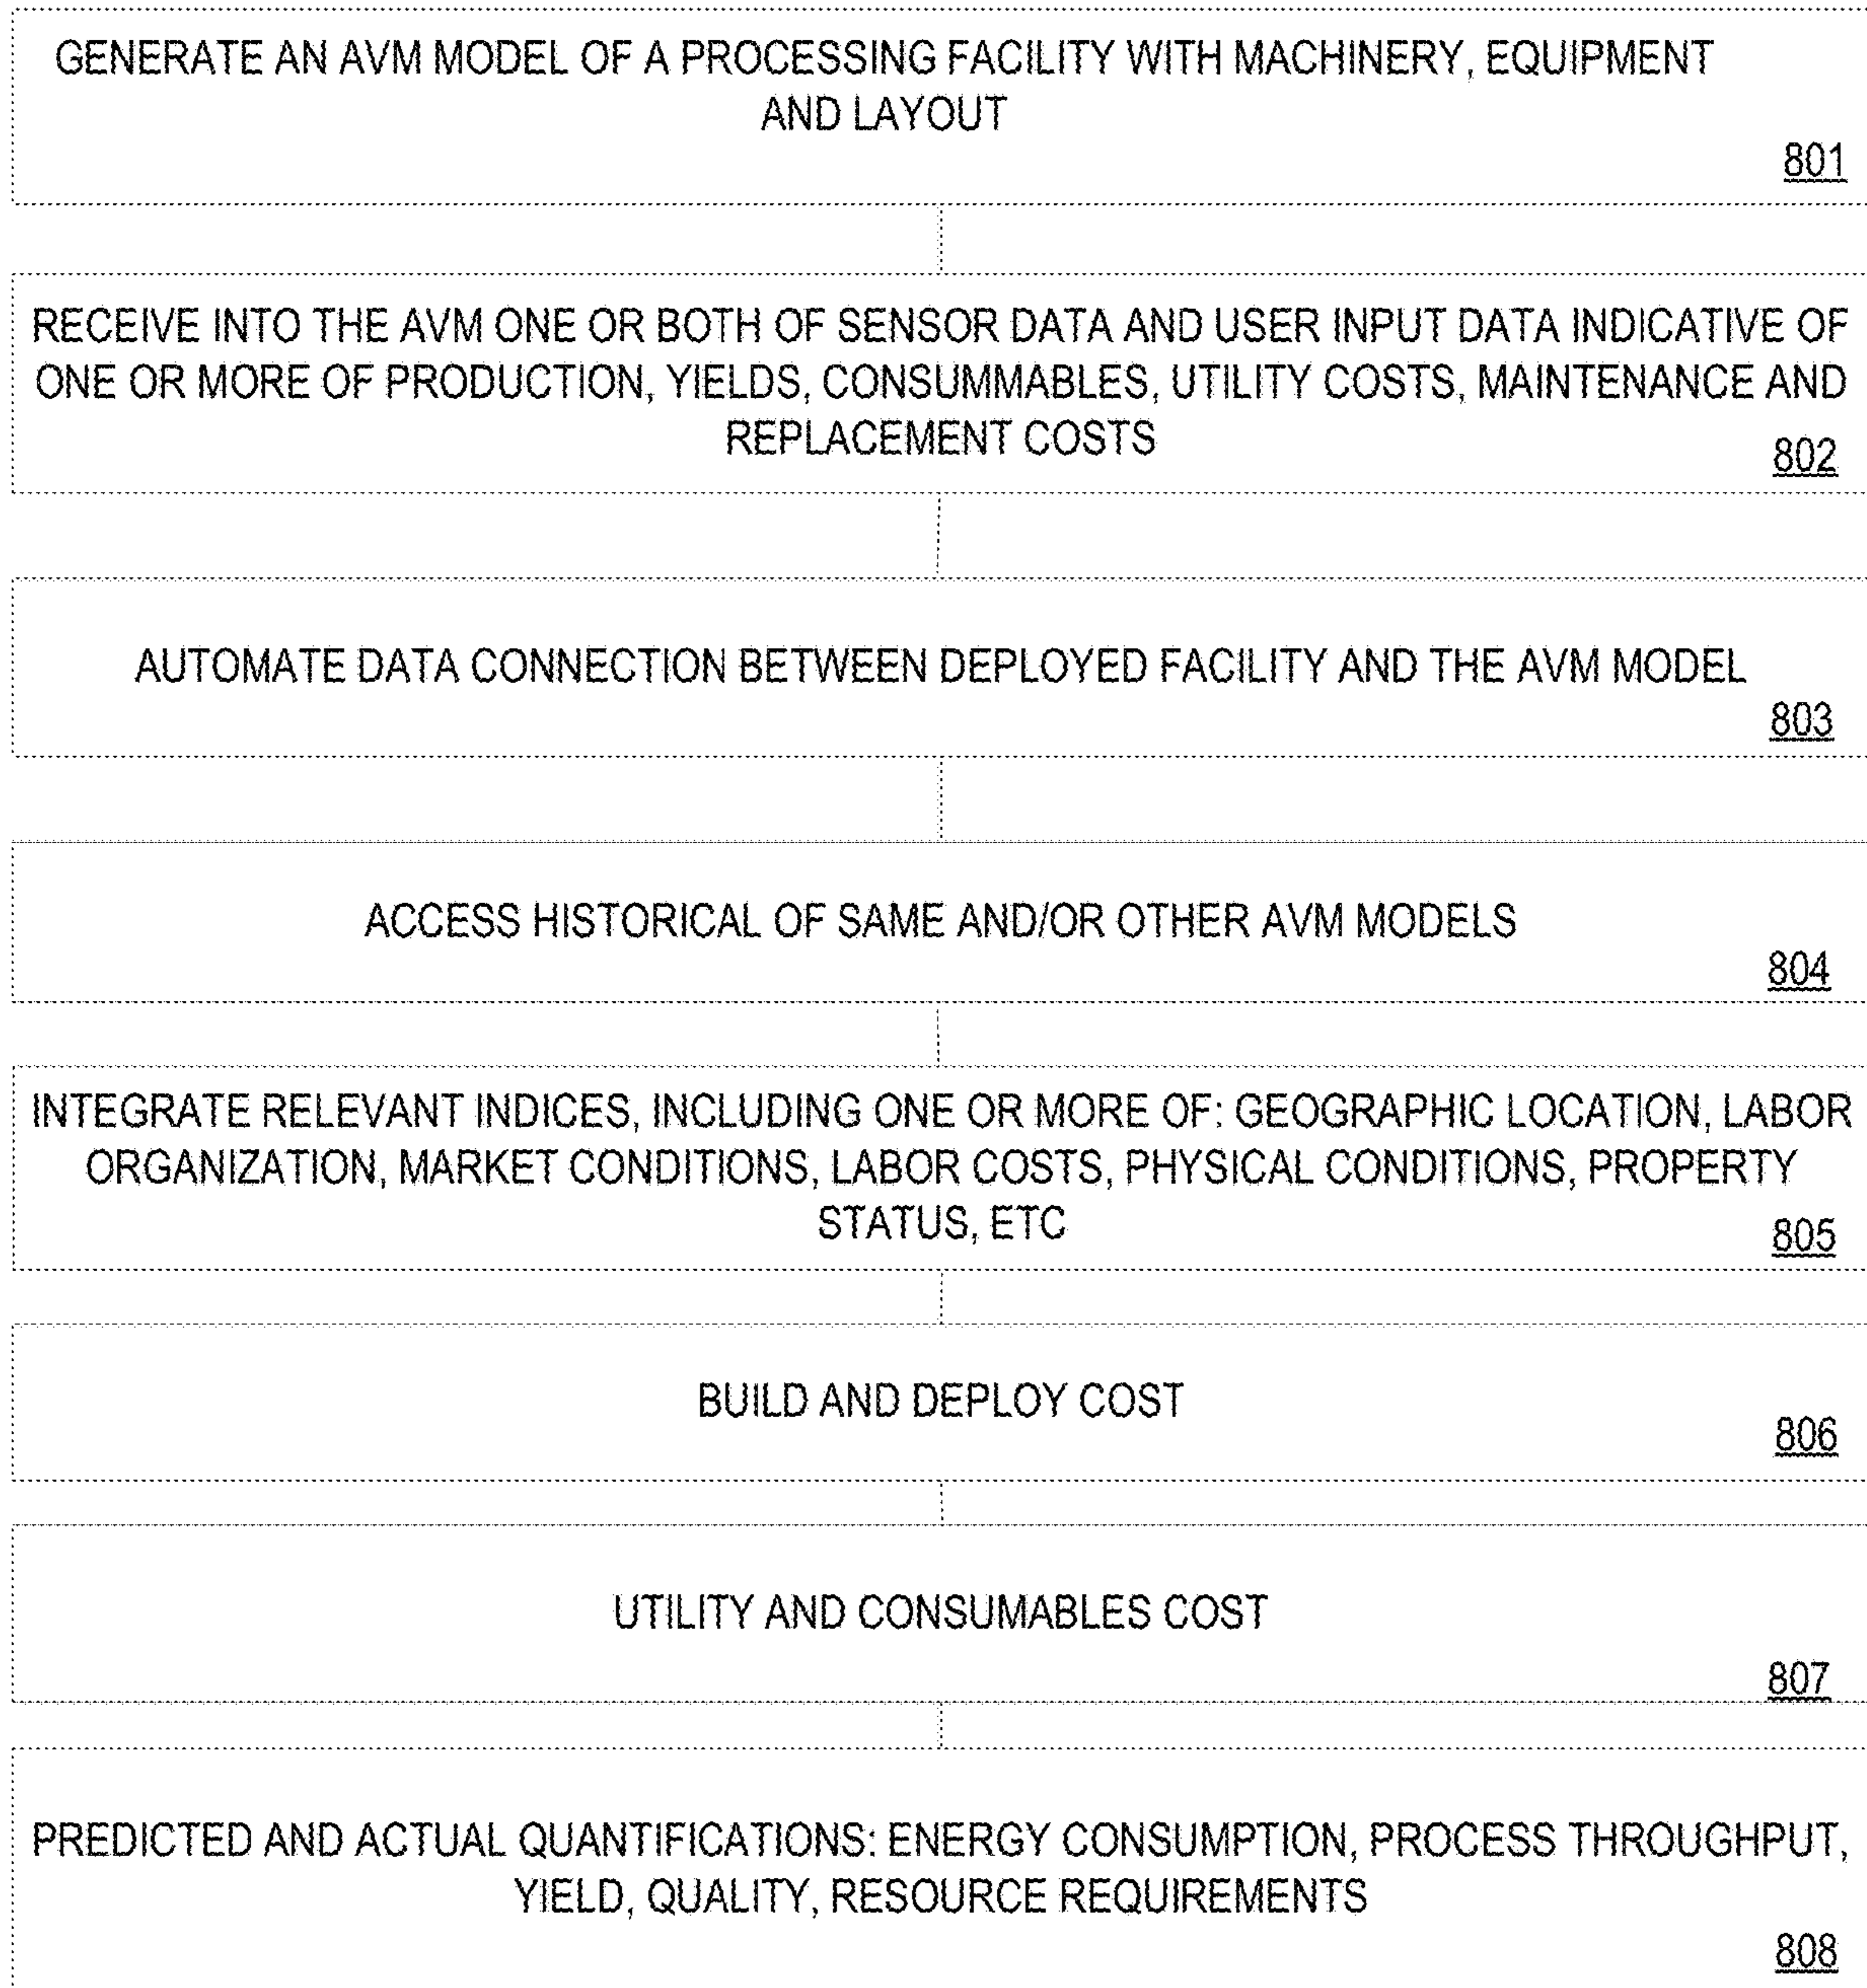 GENERATE AN AVM MODEL OF A PROCESSING FACILITY WITH MACHINERY, EQUIPMENT
AND LAYOUT
801
RECEIVE INTO THE AVM ONE OR BOTH OF SENSOR DATA AND USER INPUT DATA INDICATIVE OF
ONE OR MORE OF PRODUCTION, YIELDS, CONSUMMABLES, UTILITY COSTS, MAINTENANCE AND
REPLACEMENT COSTS
802
AUTOMATE DATA CONNECTION BETWEEN DEPLOYED FACILITY AND THE AVM MODEL
803
ACCESS HISTORICAL OF SAME AND/OR OTHER AVM MODELS
804
INTEGRATE RELEVANT INDICES, INCLUDING ONE OR MORE OF: GEOGRAPHIC LOCATION, LABOR
ORGANIZATION, MARKET CONDITIONS, LABOR COSTS, PHYSICAL CONDITIONS, PROPERTY
STATUS, ETC
805
BUILD AND DEPLOY COST
806
UTILITY AND CONSUMABLES COST
807
PREDICTED AND ACTUAL QUANTIFICATIONS: ENERGY CONSUMPTION, PROCESS THROUGHPUT,
YIELD, QUALITY, RESOURCE REQUIREMENTS
808